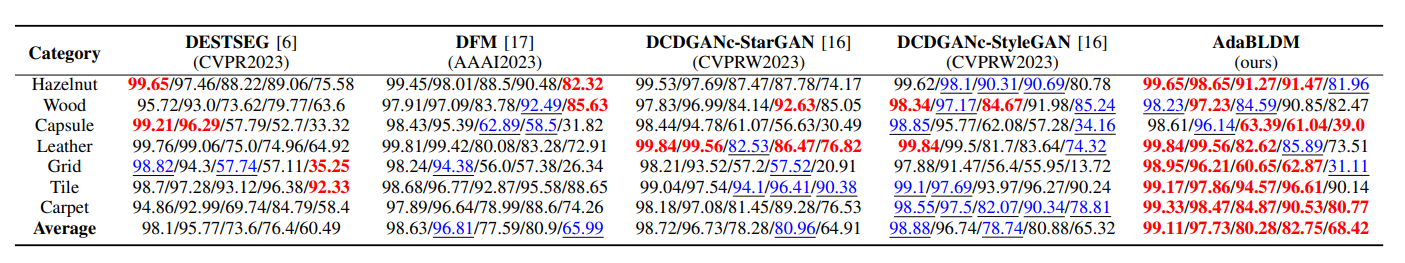 Category DESTSEG [6] DFM [17] DCDGANc-StarGAN [16] DCDGANc-StyleGAN [16] AdaBLDM
(CVPR2023) (AAAI2023) (CVPRW2023) (CVPRW2023) (ours)
Hazelnut 99.65/97.46/88.22/89.06/75.58 99.45/98.01/88.5/90.48/82.32 99.53/97.69/87.47/87.78/74.17 99.62/98.1/90.31/90.69/80.78 99.65/98.65/91.27/91.47/81.96
Wood 95.72/93.0/73.62/79.77/63.6 97.91/97.09/83.78/92.49/85.63 97.83/96.99/84.14/92.63/85.05 98.34/97.17/84.67/91.98/85.24 98.23/97.23/84.59/90.85/82.47
Capsule 99.21/96.29/57.79/52.7/33.32 98.43/95.39/62.89/58.5/31.82 98.44/94.78/61.07/56.63/30.49 98.85/95.77/62.08/57.28/34.16 98.61/96.14/63.39/61.04/39.0
Leather 99.76/99.06/75.0/74.96/64.92 99.81/99.42/80.08/83.28/72.91 99.84/99.56/82.53/86.47/76.82 99.84/99.5/81.7/83.64/74.32 99.84/99.56/82.62/85.89/73.51
Grid 98.82/94.3/57.74/57.11/35.25 98.24/94.38/56.0/57.38/26.34 98.21/93.52/57.2/57.52/20.91 97.88/91.47/56.4/55.95/13.72 98.95/96.21/60.65/62.87/31.11
Tile 98.7/97.28/93.12/96.38/92.33 98.68/96.77/92.87/95.58/88.65 99.04/97.54/94.1/96.41/90.38 99.1/97.69/93.97/96.27/90.24 99.17/97.86/94.57/96.61/90.14
Carpet 94.86/92.99/69.74/84.79/58.4 97.89/96.64/78.99/88.6/74.26 98.18/97.08/81.45/89.28/76.53 98.55/97.5/82.07/90.34/78.81 99.33/98.47/84.87/90.53/80.77
Average 98.1/95.77/73.6/76.4/60.49 98.63/96.81/77.59/80.9/65.99 98.72/96.73/78.28/80.96/64.91 98.88/96.74/78.74/80.88/65.32 99.11/97.73/80.28/82.75/68.42